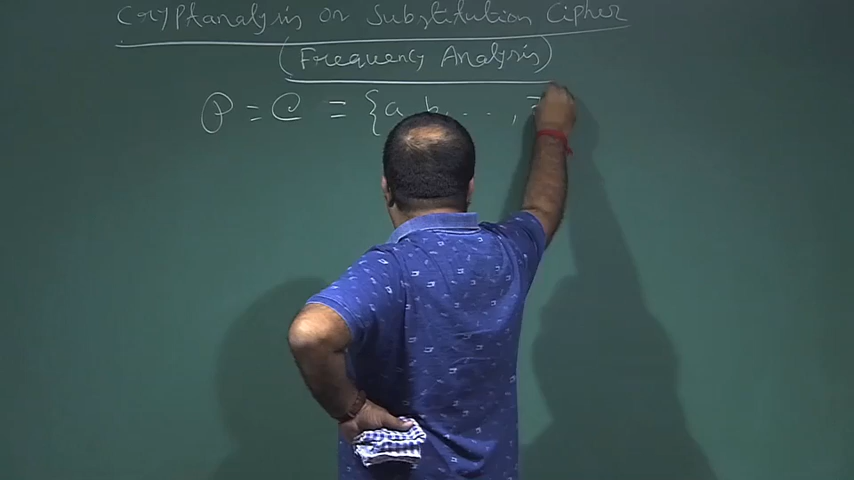 Cryptanalysis on Substitution Cipher
(Frequency Analysis)
P = C = {a, b, . . . , z